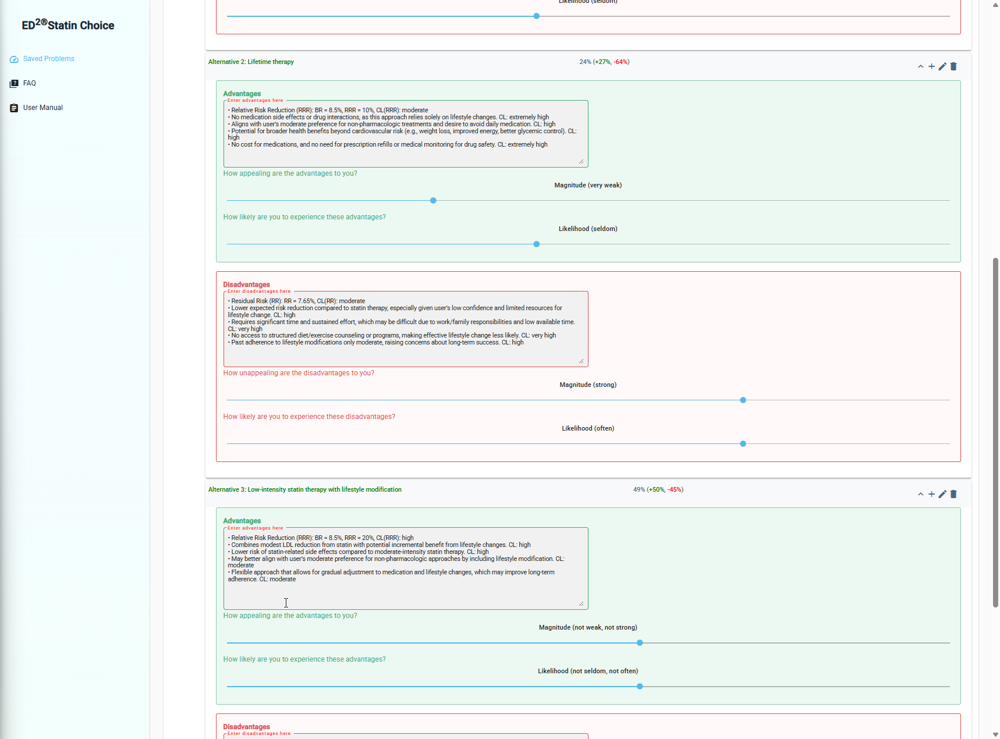 ED2®Statin Choice
Saved Problems
FAQ
User Manual
Likelihood (seldom)
Alternative 2: Lifetime therapy
24% (+27%, -64%)
Advantages
Enter advantages here
• Relative Risk Reduction (RRR): BR = 8.5%, RRR = 10%, CL(RRR): moderate
• No medication side effects or drug interactions, as this approach relies solely on lifestyle changes. CL: extremely high
• Aligns with user's moderate preference for non-pharmacologic treatments and desire to avoid daily medication. CL: high
• Potential for broader health benefits beyond cardiovascular risk (e.g., weight loss, improved energy, better glycemic control). CL:
high
• No cost for medications, and no need for prescription refills or medical monitoring for drug safety. CL: extremely high
How appealing are the advantages to you?
Magnitude (very weak)
How likely are you to experience these advantages?
Likelihood (seldom)
Disadvantages
Enter disadvantages here
• Residual Risk (RR): RR = 7.65%, CL(RR): moderate
• Lower expected risk reduction compared to statin therapy, especially given user's low confidence and limited resources for
lifestyle change. CL: high
• Requires significant time and sustained effort, which may be difficult due to work/family responsibilities and low available time.
CL: very high
• No access to structured diet/exercise counseling or programs, making effective lifestyle change less likely. CL: very high
• Past adherence to lifestyle modifications only moderate, raising concerns about long-term success. CL: high
How unappealing are the disadvantages to you?
Magnitude (strong)
How likely are you to experience these disadvantages?
Likelihood (often)
Alternative 3: Low-intensity statin therapy with lifestyle modification
49% (+50%, -45%)
Advantages
Enter advantages here
• Relative Risk Reduction (RRR): BR = 8.5%, RRR = 20%, CL(RRR): high
• Combines modest LDL reduction from statin with potential incremental benefit from lifestyle changes. CL: high
• Lower risk of statin-related side effects compared to moderate-intensity statin therapy. CL: high
• May better align with user's moderate preference for non-pharmacologic approaches by including lifestyle modification. CL:
moderate
• Flexible approach that allows for gradual adjustment to medication and lifestyle changes, which may improve long-term
adherence. CL: moderate
How appealing are the advantages to you?
Magnitude (not weak, not strong)
How likely are you to experience these advantages?
Likelihood (not seldom, not often)
Disadvantages
Enter disadvantages here